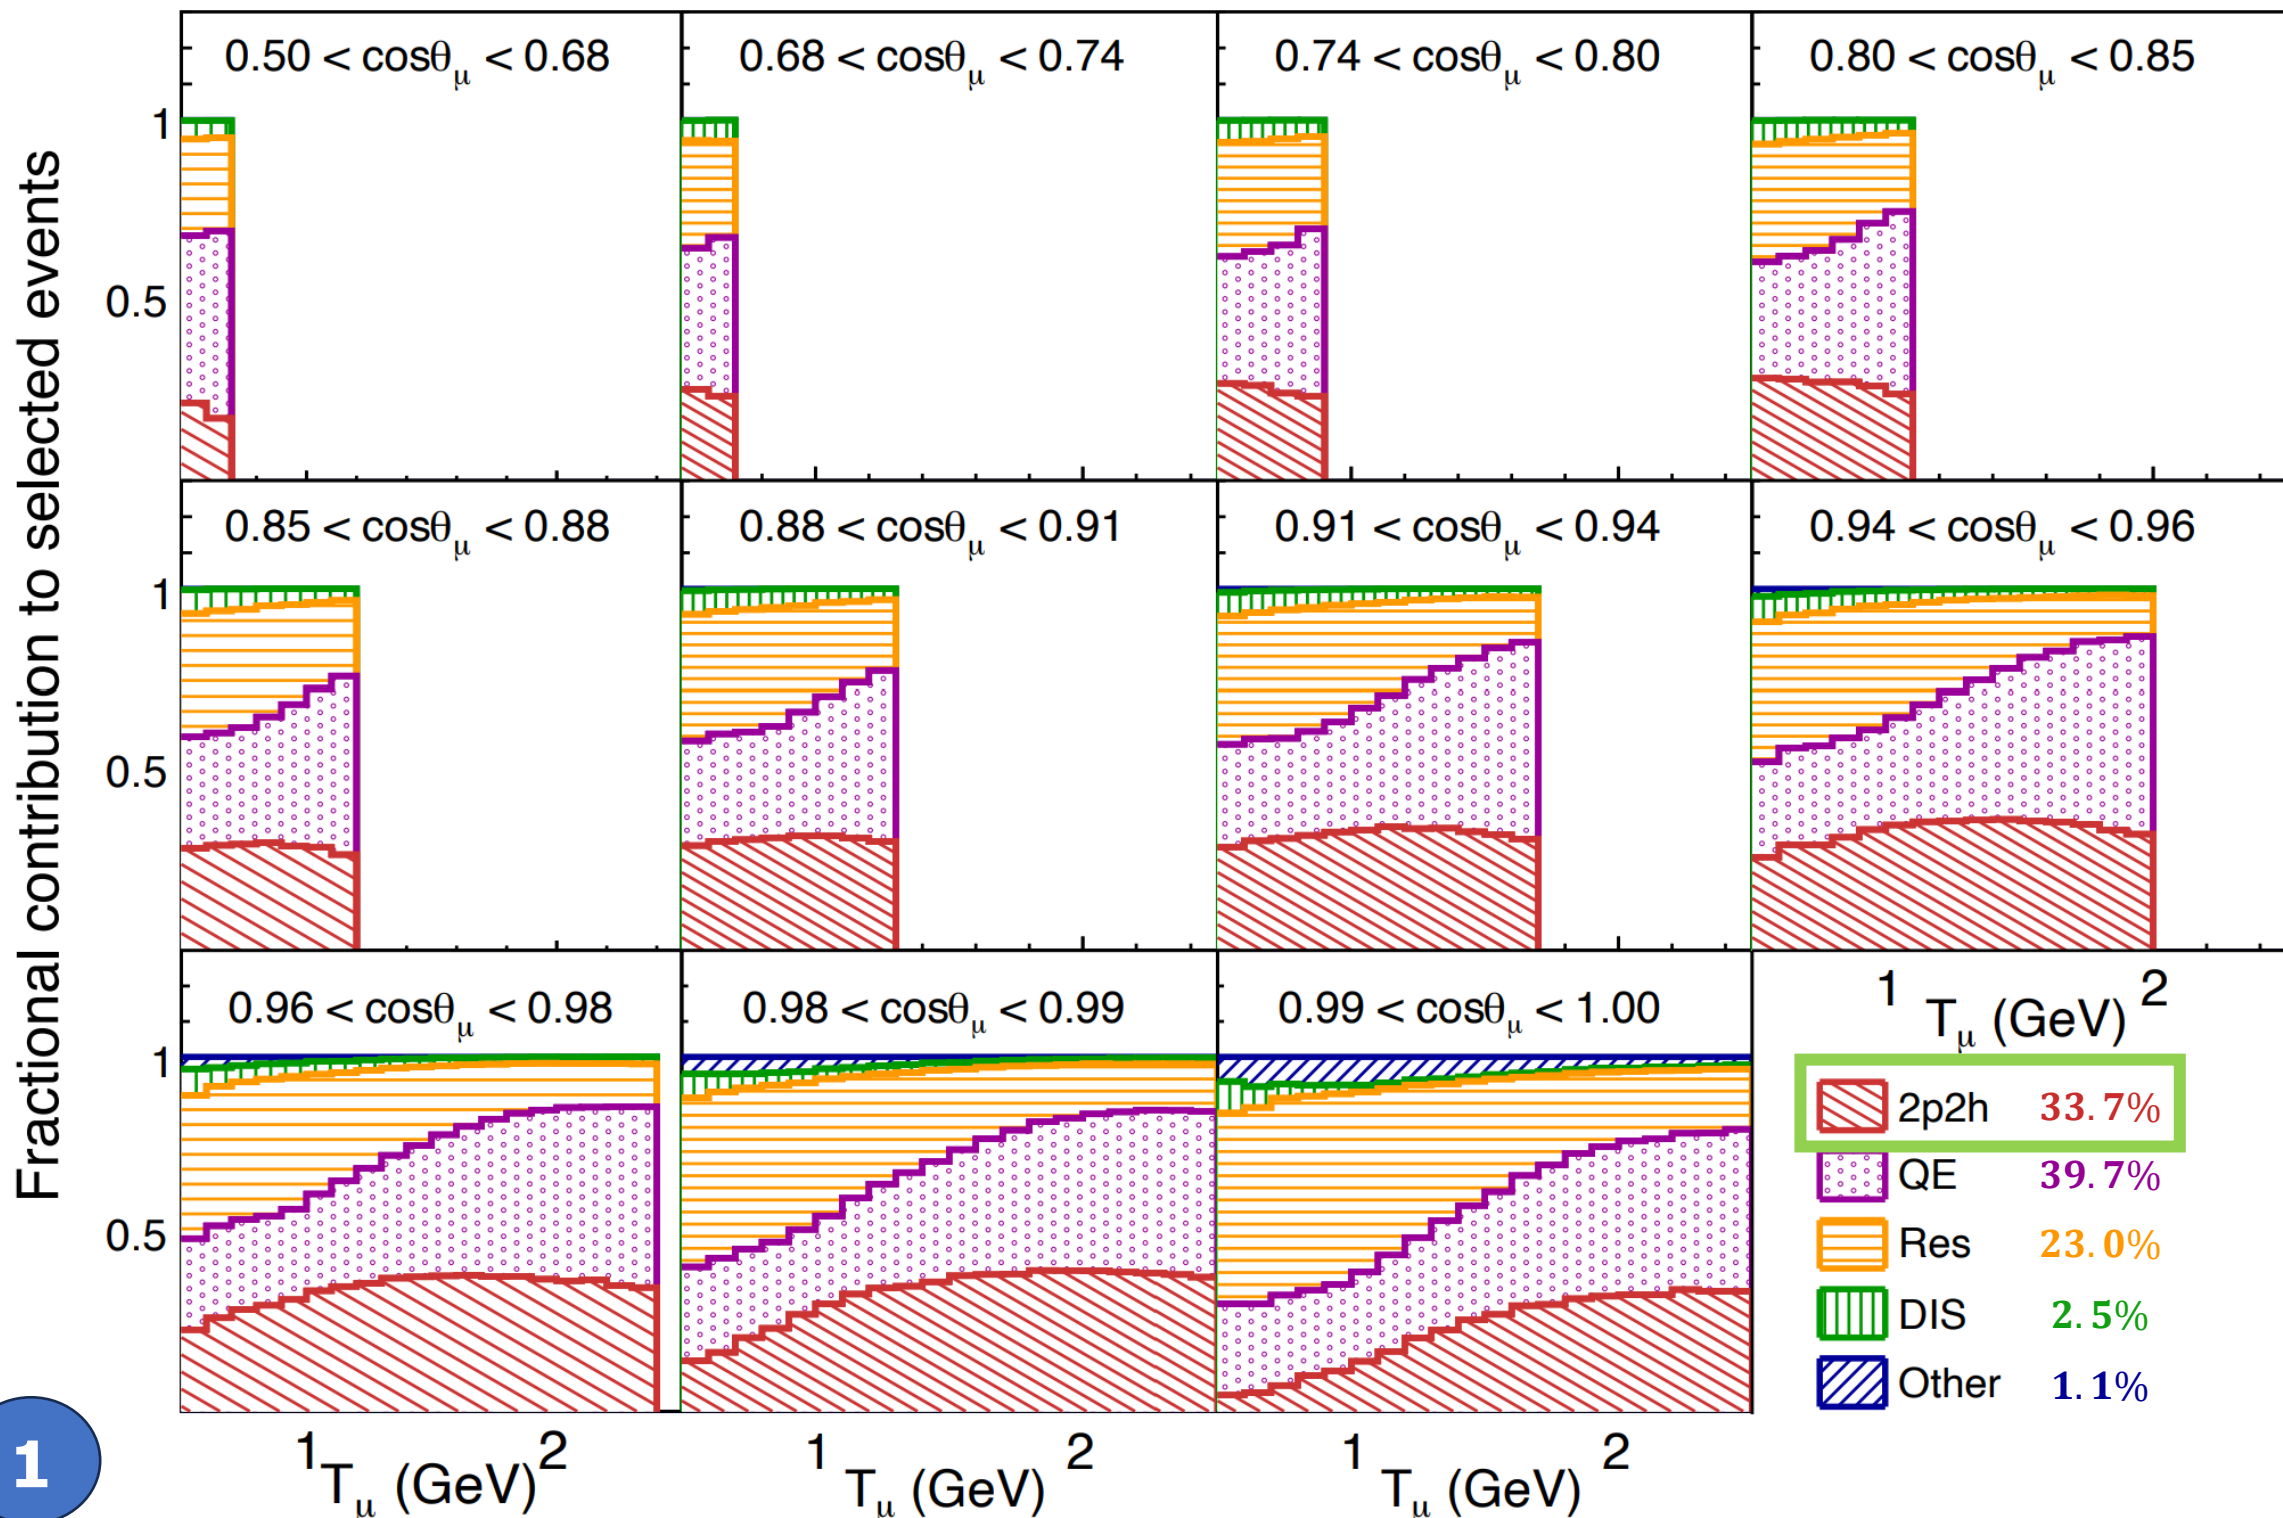 Fractional contribution to selected events
0.50 < cosθμ < 0.68
0.68 < cosθμ < 0.74
0.74 < cosθμ < 0.80
0.80 < cosθμ < 0.85
1
0.5
0.85 < cosθμ < 0.88
0.88 < cosθμ < 0.91
0.91 < cosθμ < 0.94
0.94 < cosθμ < 0.96
1
0.5
0.96 < cosθμ < 0.98
0.98 < cosθμ < 0.99
0.99 < cosθμ < 1.00
1
0.5
1 2
Tμ (GeV)
2p2h 33.7%
QE 39.7%
Res 23.0%
DIS 2.5%
Other 1.1%
1 2
Tμ (GeV)
1 2
Tμ (GeV)
1 2
Tμ (GeV)
1